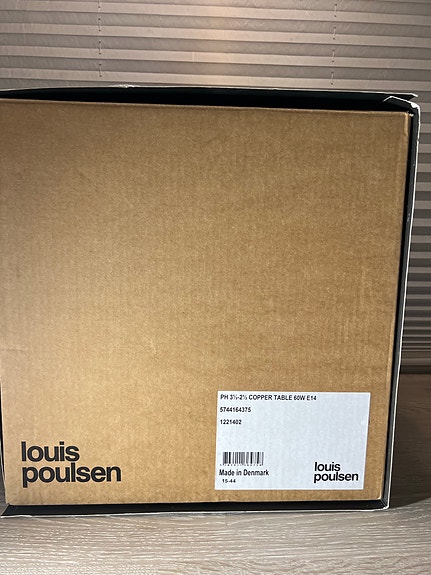 PH 3½-2½ COPPER TABLE 60W E14
5744164375
1221402
Made in Denmark
15-44
louis
poulsen
louis
poulsen